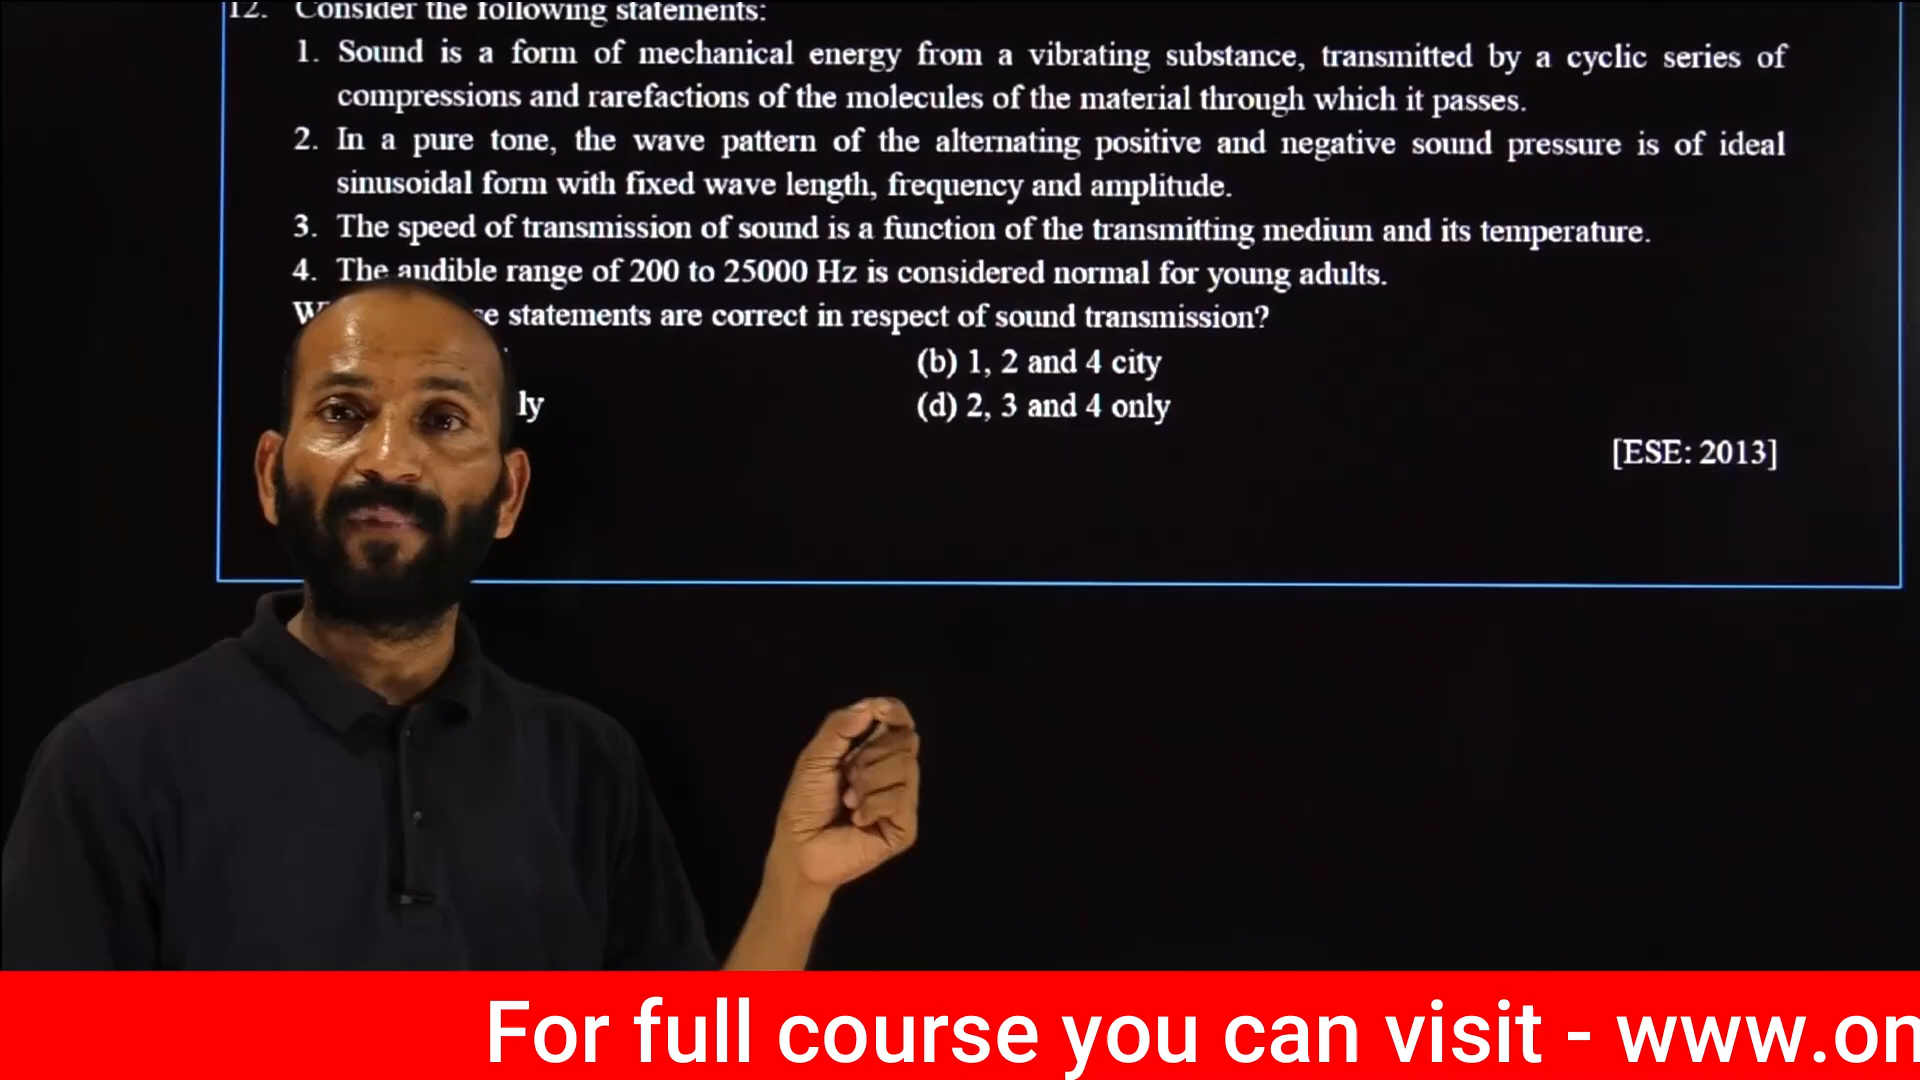 12. Consider the following statements:
1. Sound is a form of mechanical energy from a vibrating substance, transmitted by a cyclic series of
compressions and rarefactions of the molecules of the material through which it passes.
2. In a pure tone, the wave pattern of the alternating positive and negative sound pressure is of ideal
sinusoidal form with fixed wave length, frequency and amplitude.
3. The speed of transmission of sound is a function of the transmitting medium and its temperature.
4. The audible range of 200 to 25000 Hz is considered normal for young adults.
statements are correct in respect of sound transmission?
(b) 1, 2 and 4 city
ly
(d) 2, 3 and 4 only
[ESE: 2013]
For full course you can visit - www.on